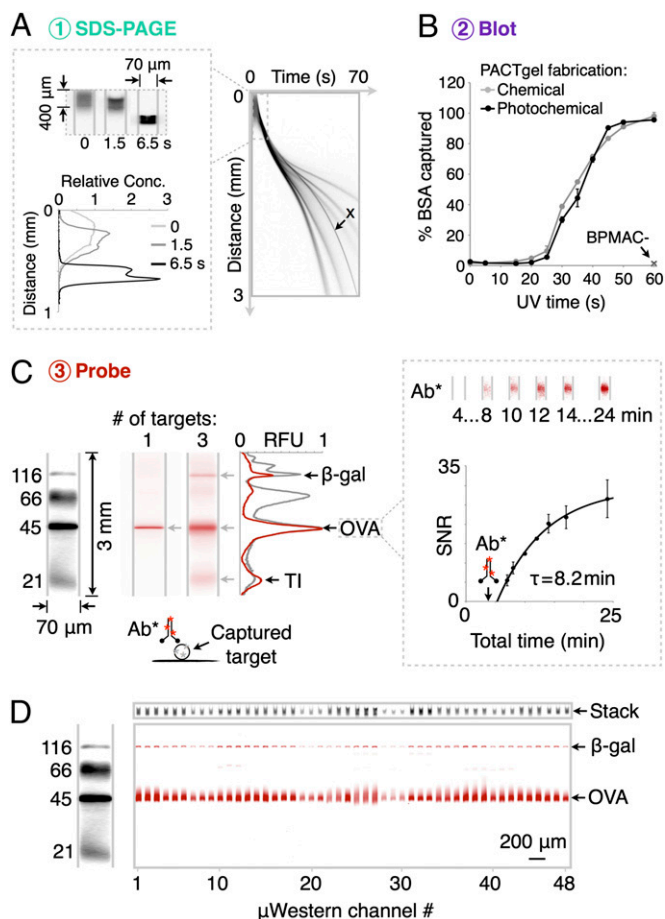 A ① SDS-PAGE
70 µm
400 µm
0 1.5 6.5 s
Relative Conc.
0 1 2 3
0
Distance (mm)
1
0
1.5
6.5 s
Time (s)
0 70
0
Distance (mm)
x
3
B ② Blot
PACTgel fabrication:
Chemical
Photochemical
120
100
80
60
40
20
0
% BSA captured
BPMAC-
0 10 20 30 40 50 60
UV time (s)
C ③ Probe
# of targets:
1 3
0 RFU 1
116
66
45
21
3 mm
70 µm
β-gal
OVA
TI
Ab*
Captured
target
Ab*
4...8 10 12 14...24 min
35
SNR
0
Ab*
τ=8.2min
5 25
Total time (min)
D
Stack
116
66
45
21
β-gal
OVA
200 µm
1 10 20 30 40 48
µWestern channel #